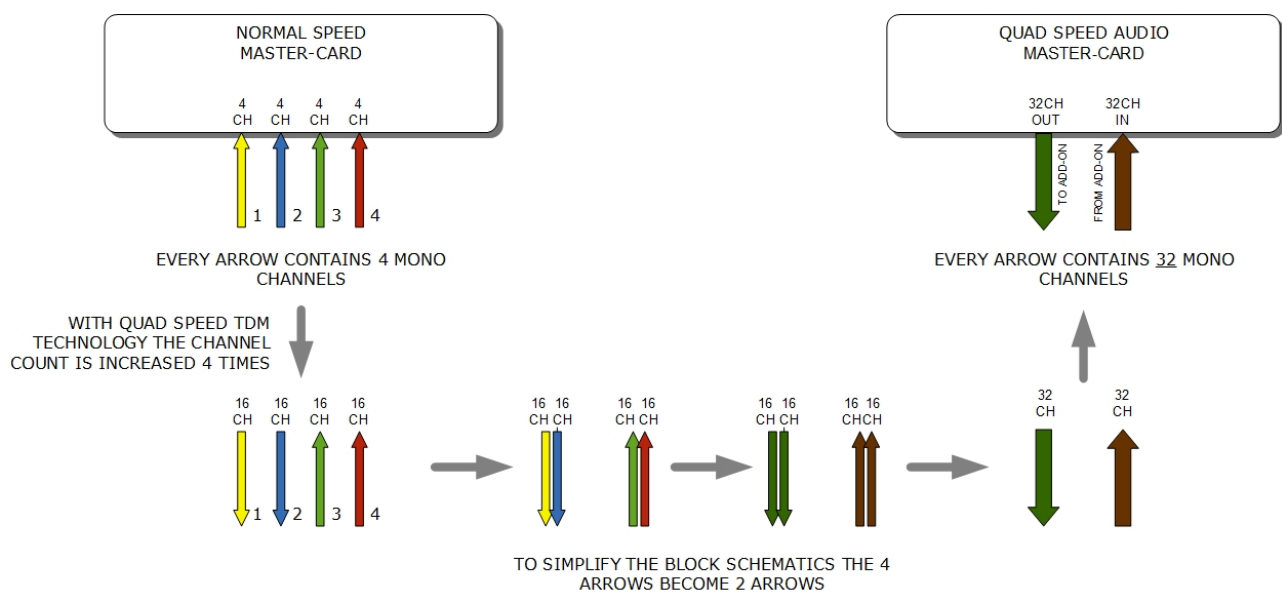 NORMAL SPEED
MASTER-CARD
4 4 4 4
CH CH CH CH
1 2 3 4
EVERY ARROW CONTAINS 4 MONO
CHANNELS
WITH QUAD SPEED TDM
TECHNOLOGY THE CHANNEL
COUNT IS INCREASED 4 TIMES
16 16 16 16
CH CH CH CH
1 2 3 4
16 16 16 16
CH CH CH CH
16 16 16 16
CH CH CH CH
TO SIMPLIFY THE BLOCK SCHEMATICS THE 4
ARROWS BECOME 2 ARROWS
32 32
CH CH
QUAD SPEED AUDIO
MASTER-CARD
32CH 32CH
OUT IN
TO ADD-ON
FROM ADD-ON
EVERY ARROW CONTAINS 32 MONO
CHANNELS